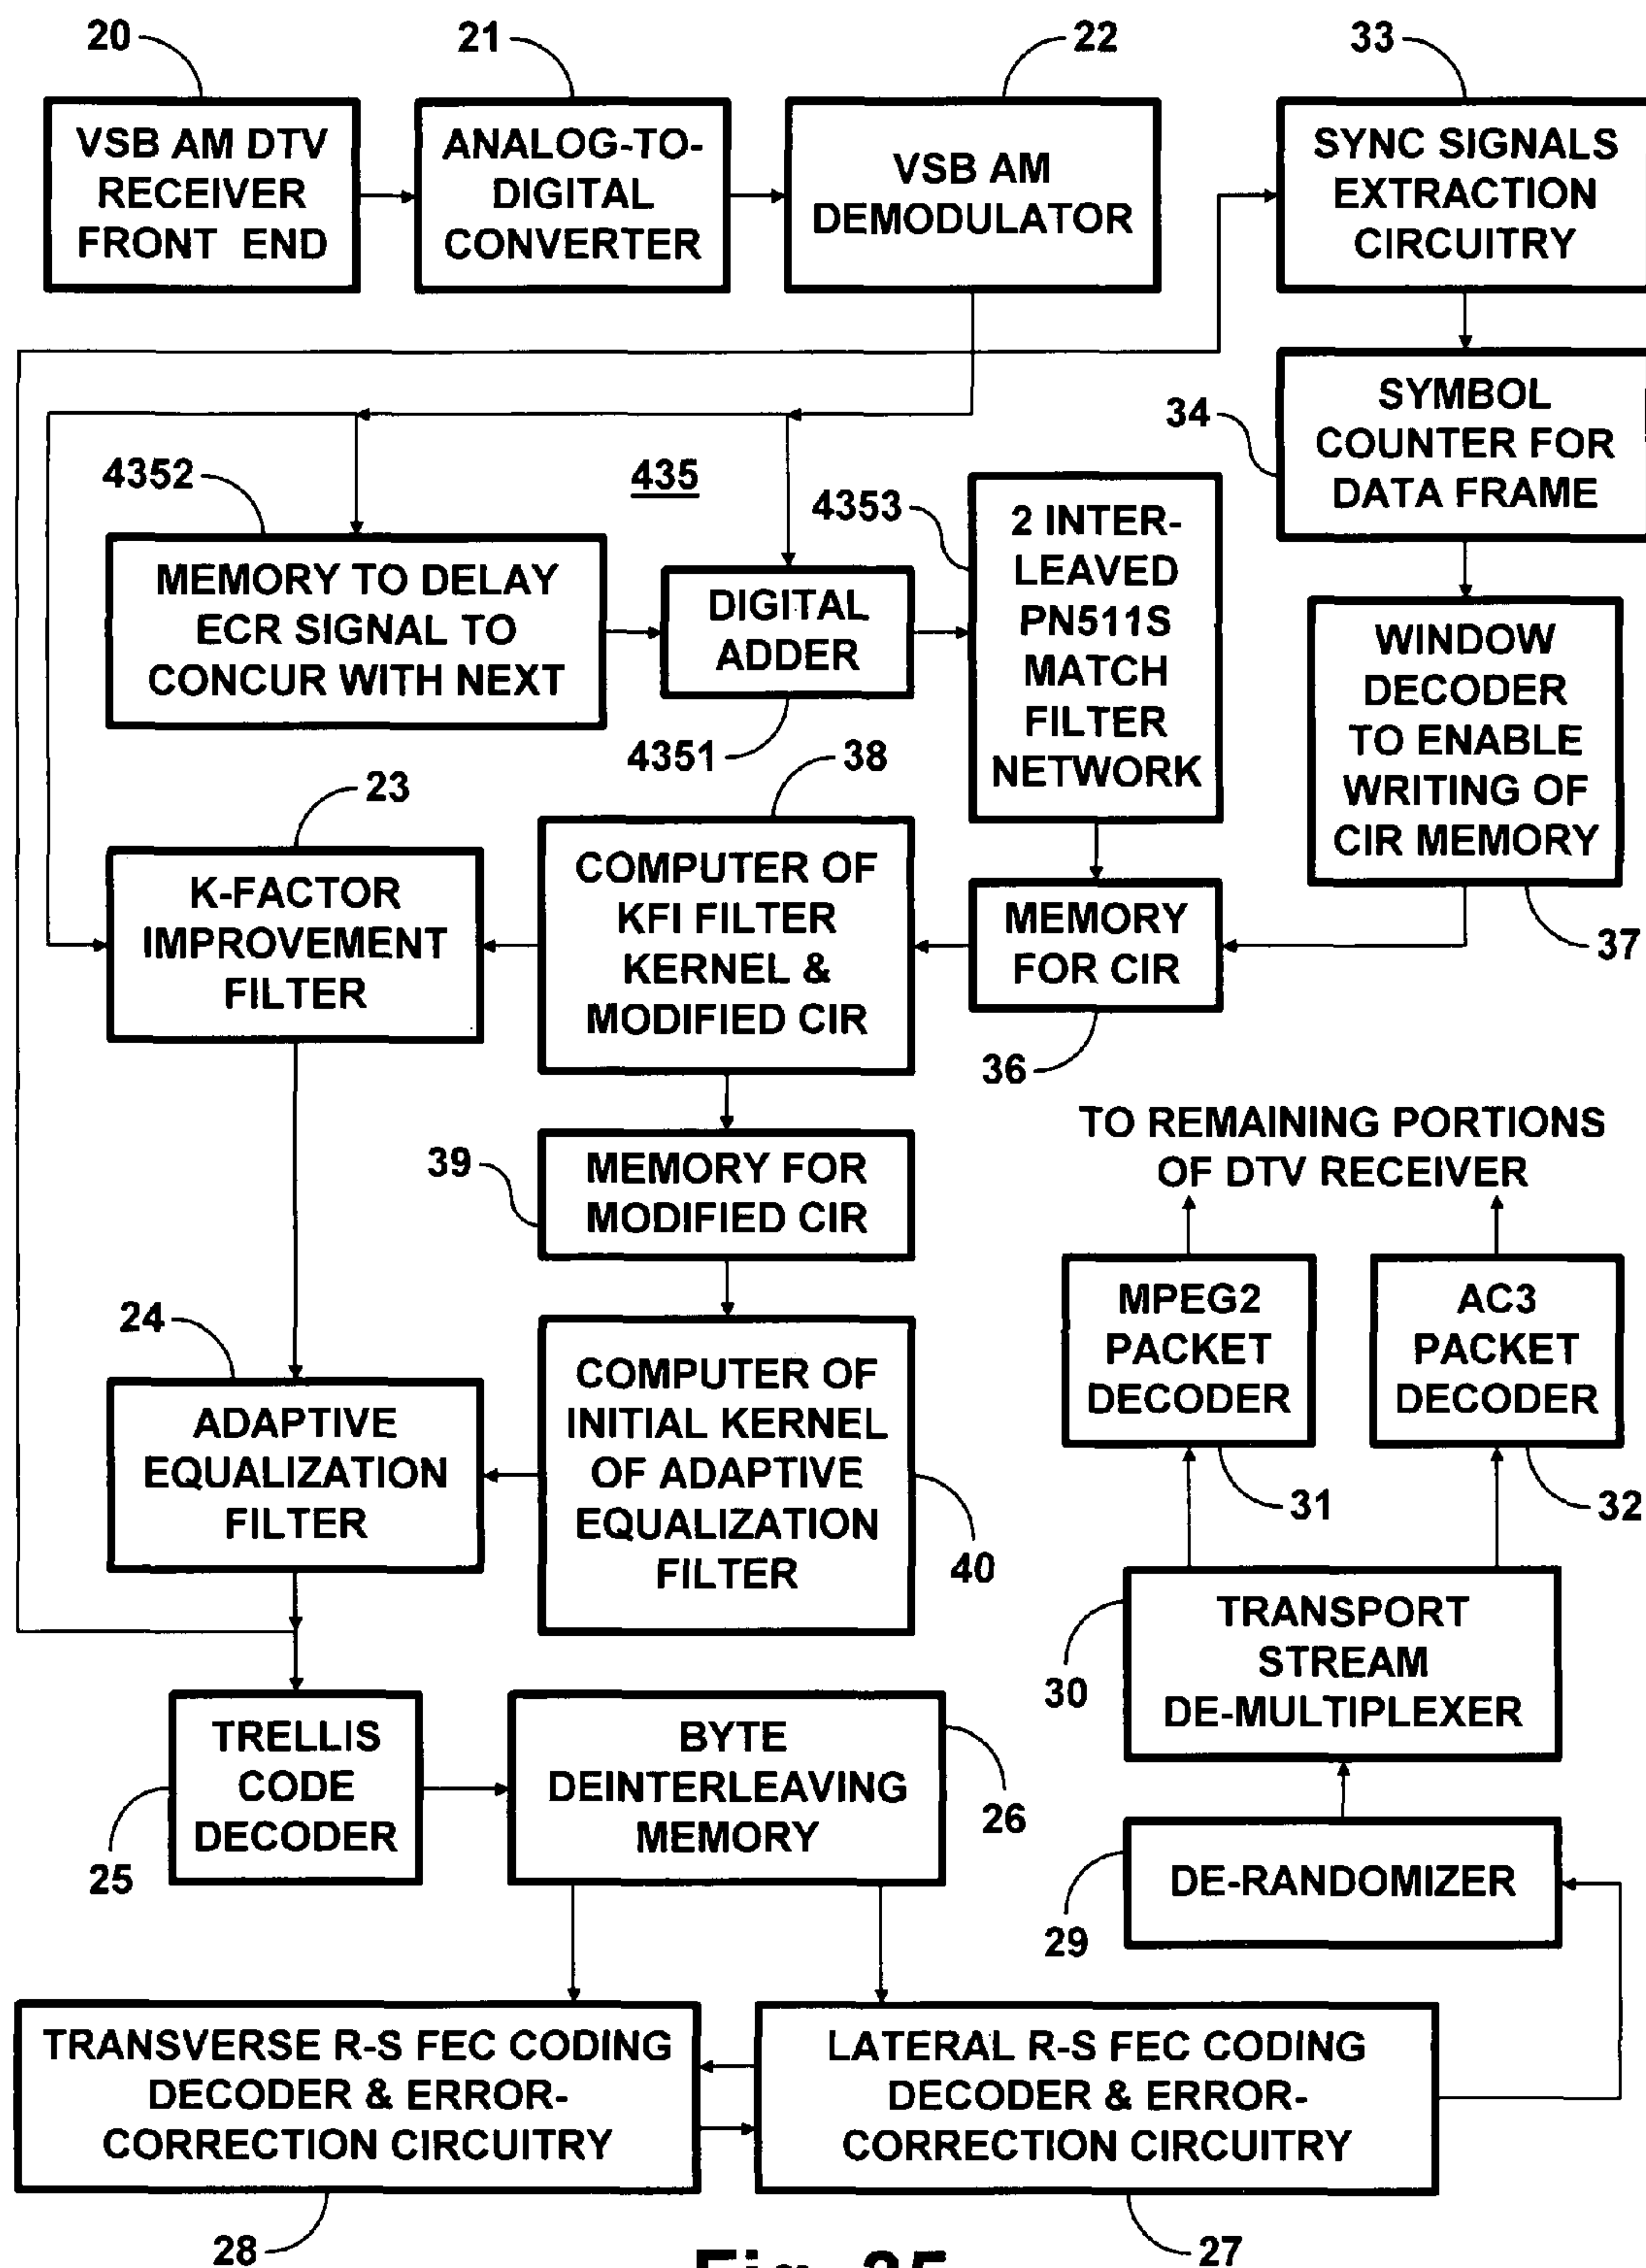 20
21
22
33
VSB AM DTV
RECEIVER
FRONT END
ANALOG-TO-
DIGITAL
CONVERTER
VSB AM
DEMODULATOR
SYNC SIGNALS
EXTRACTION
CIRCUITRY
34
SYMBOL
COUNTER FOR
DATA FRAME
4352
435
4353
MEMORY TO DELAY
ECR SIGNAL TO
CONCUR WITH NEXT
DIGITAL
ADDER
4351
2 INTER-
LEAVED
PN511S
MATCH
FILTER
NETWORK
WINDOW
DECODER
TO ENABLE
WRITING OF
CIR MEMORY
37
23
38
K-FACTOR
IMPROVEMENT
FILTER
COMPUTER OF
KFI FILTER
KERNEL &
MODIFIED CIR
MEMORY
FOR CIR
36
39
MEMORY FOR
MODIFIED CIR
TO REMAINING PORTIONS
OF DTV RECEIVER
24
ADAPTIVE
EQUALIZATION
FILTER
COMPUTER OF
INITIAL KERNEL
OF ADAPTIVE
EQUALIZATION
FILTER
40
MPEG2
PACKET
DECODER
31
AC3
PACKET
DECODER
32
30
TRANSPORT
STREAM
DE-MULTIPLEXER
TRELLIS
CODE
DECODER
25
BYTE
DEINTERLEAVING
MEMORY
26
DE-RANDOMIZER
29
TRANSVERSE R-S FEC CODING
DECODER & ERROR-
CORRECTION CIRCUITRY
28
LATERAL R-S FEC CODING
DECODER & ERROR-
CORRECTION CIRCUITRY
27